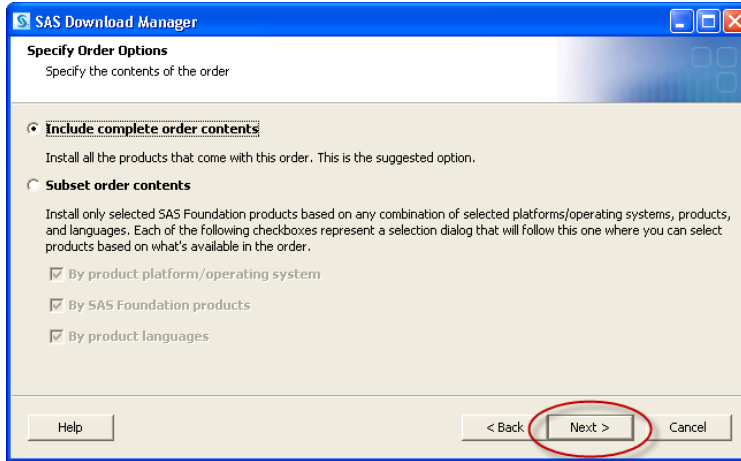 SAS Download Manager
Specify Order Options
Specify the contents of the order
Include complete order contents
Install all the products that come with this order. This is the suggested option.
Subset order contents
Install only selected SAS Foundation products based on any combination of selected platforms/operating systems, products,
and languages. Each of the following checkboxes represent a selection dialog that will follow this one where you can select
products based on what's available in the order.
By product platform/operating system
By SAS Foundation products
By product languages
Help < Back Next > Cancel